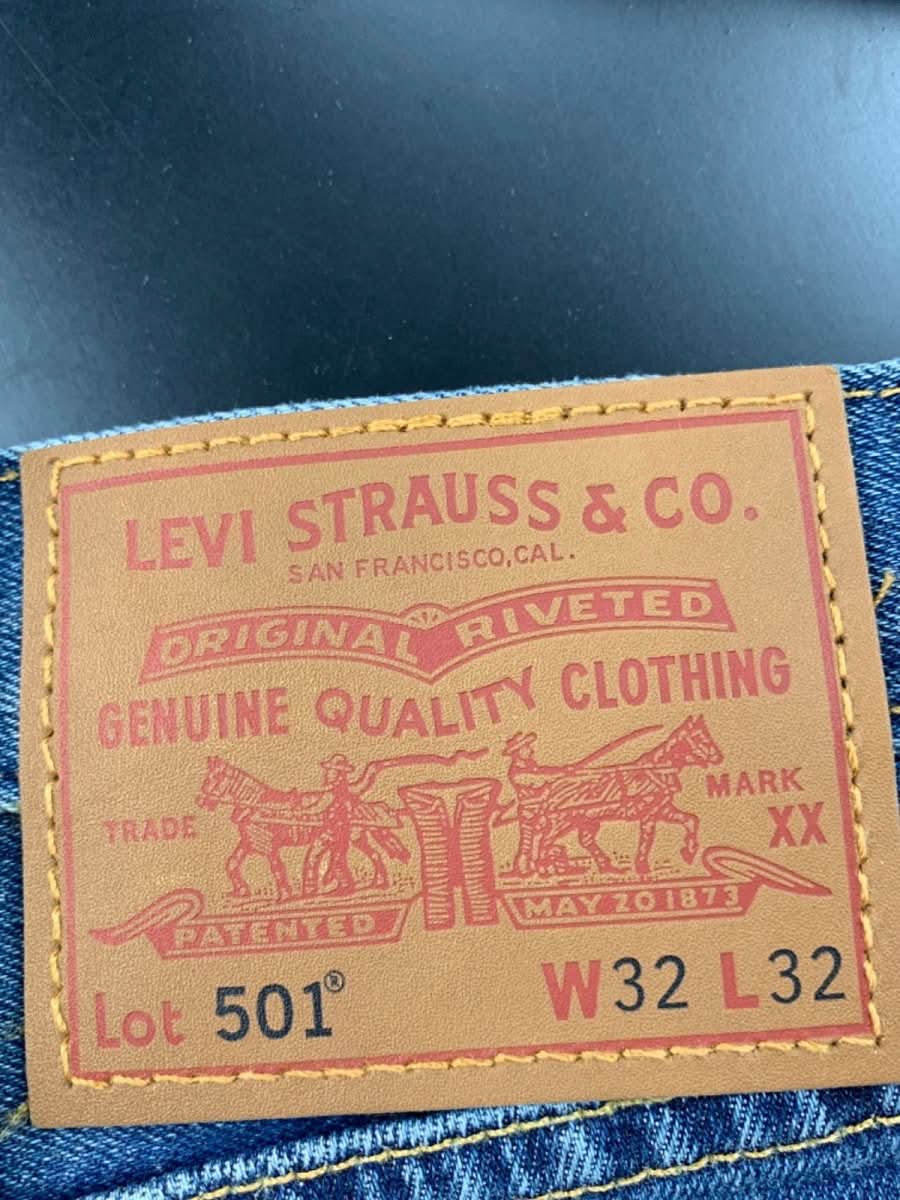 LEVI STRAUSS & CO.
SAN FRANCISCO, CAL.
ORIGINAL RIVETED
GENUINE QUALITY CLOTHING
TRADE MARK
XX
PATENTED MAY 20 1873
Lot 501® W32 L32